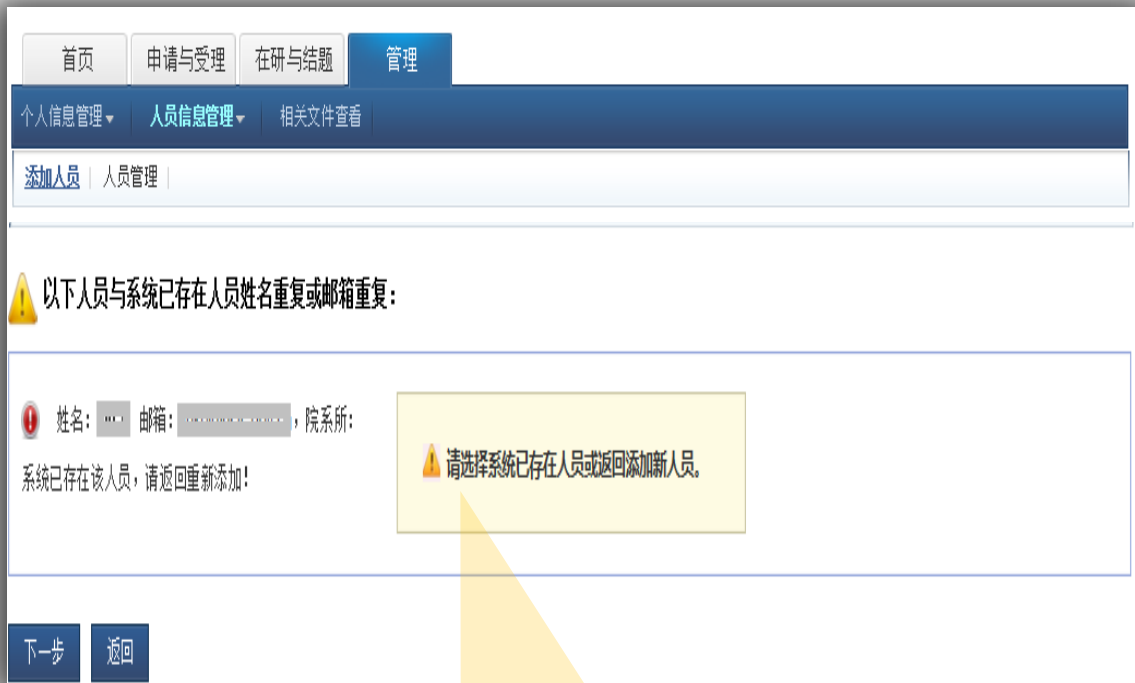 首页 申请与受理 在研与结题 管理
个人信息管理 人员信息管理 相关文件查看
添加人员 人员管理
以下人员与系统已存在人员姓名重复或邮箱重复：
姓名： 邮箱： ，院系所：
系统已存在该人员，请返回重新添加！
请选择系统已存在人员或返回添加新人员。
下一步 返回